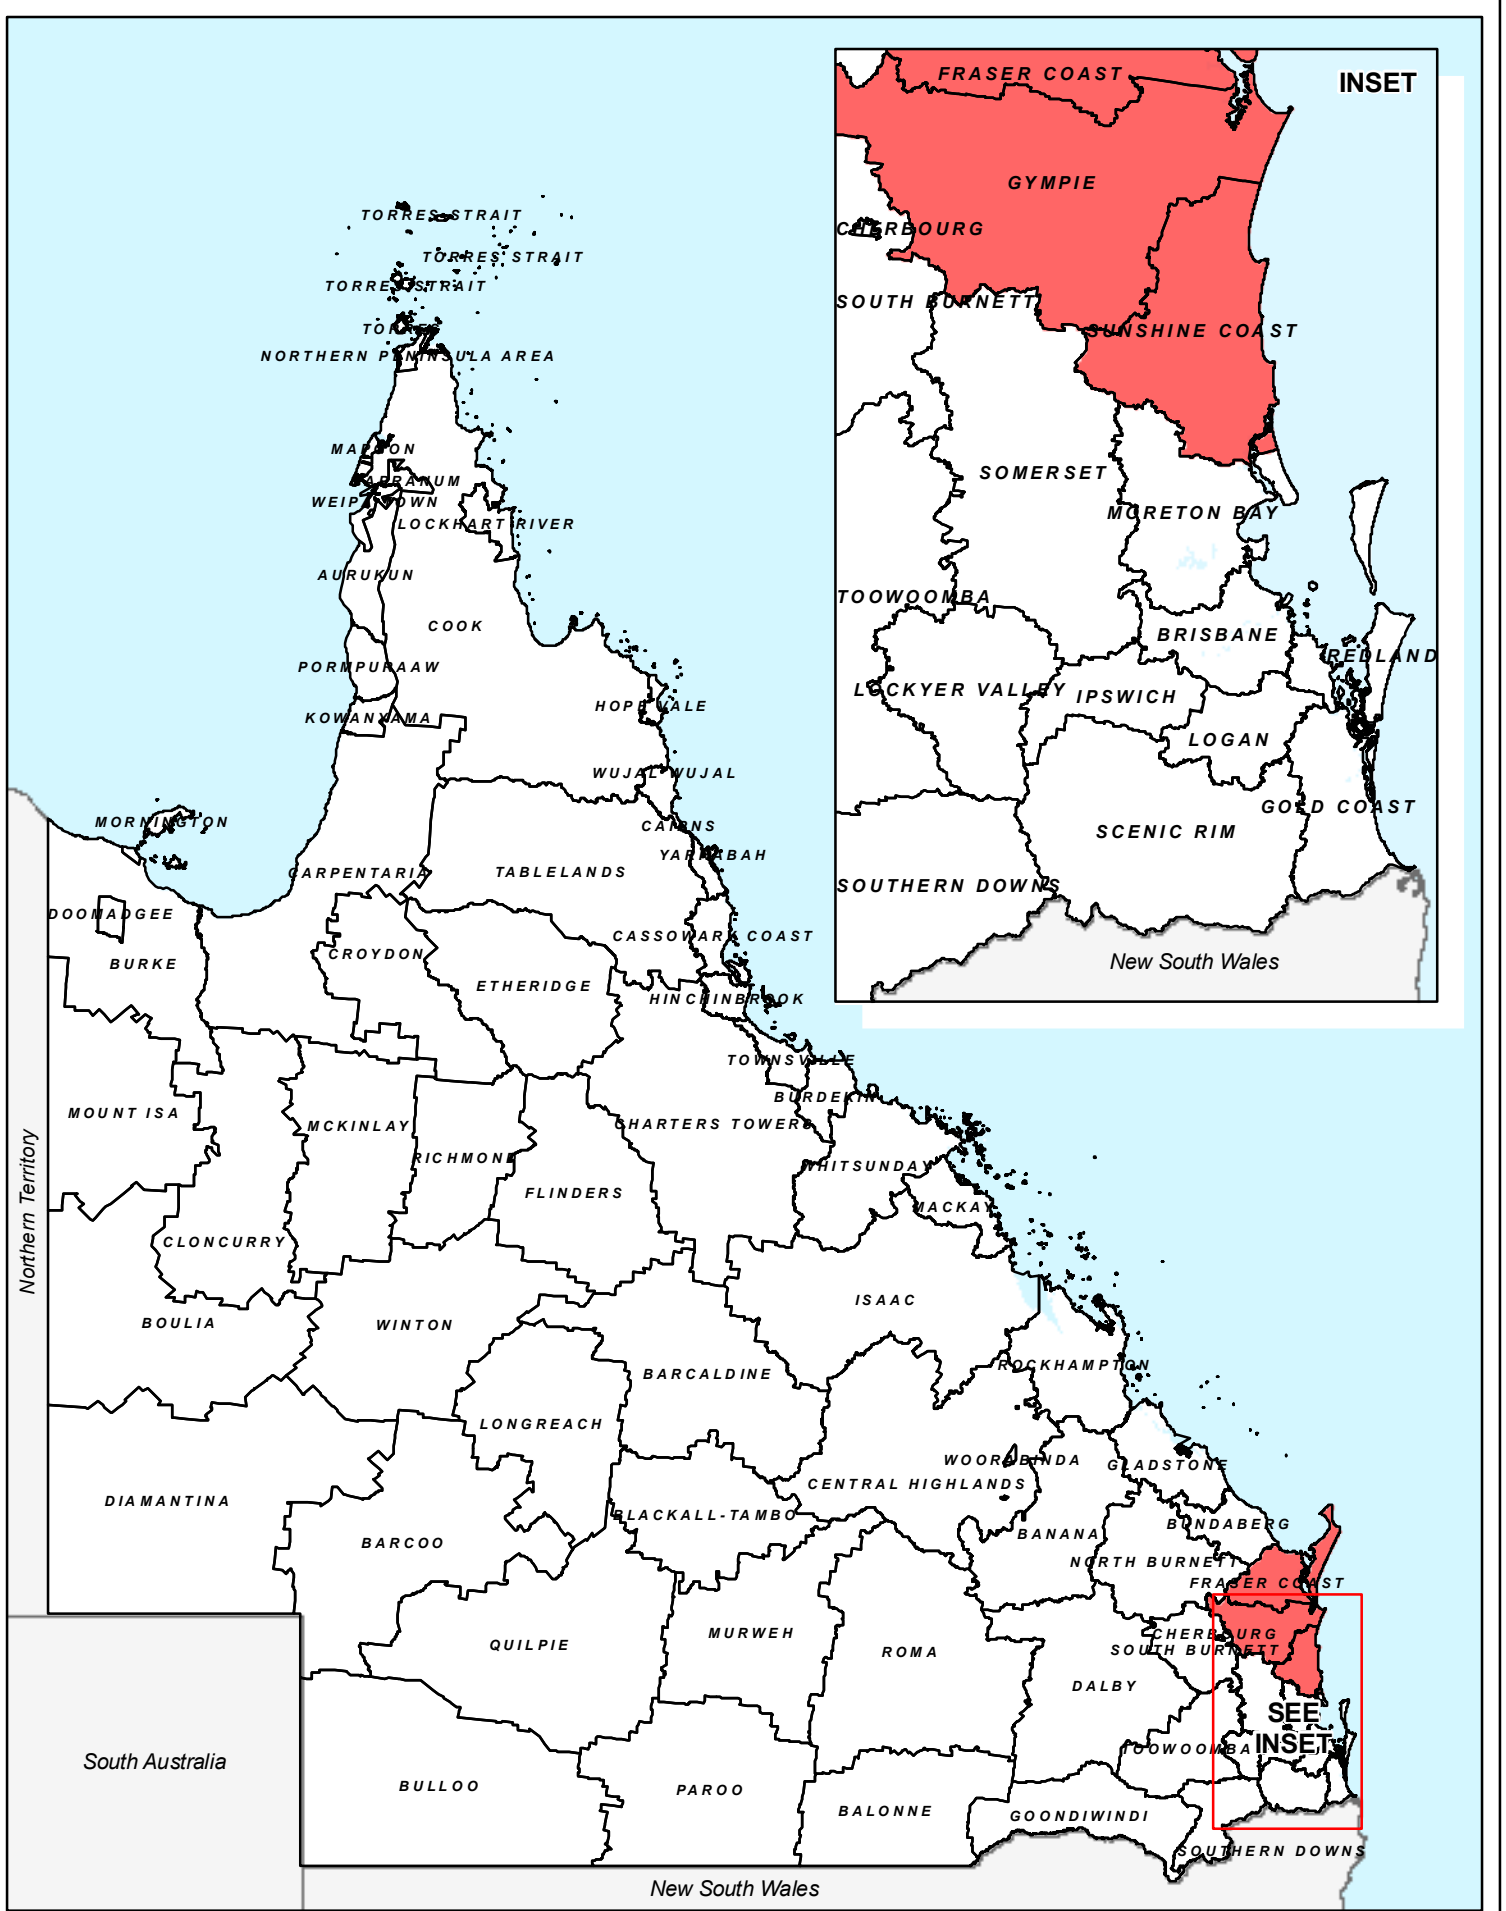 INSET
FRASER COAST
GYMPIE
CHERBOURG
SOUTH BURNETT
SUNSHINE COAST
SOMERSET
MORETON BAY
TOOWOOMBA
BRISBANE
REDLAND
LOCKYER VALLEY
IPSWICH
LOGAN
GOLD COAST
SCENIC RIM
SOUTHERN DOWNS
New South Wales
TORRES STRAIT
TORRES STRAIT
TORRES STRAIT
TORRES
NORTHERN PENINSULA AREA
MAPOON
NAPRANUM
WEIPA TOWN
LOCKHART RIVER
AURUKUN
COOK
PORMPURAAW
HOPE VALE
KOWANYAMA
WUJAL WUJAL
MORNINGTON
CAIRNS
YARRABAH
CARPENTARIA
TABLELANDS
DOOMADGEE
CASSOWARY COAST
CROYDON
BURKE
ETHERIDGE
HINCHINBROOK
TOWNSVILLE
BURDEKIN
MOUNT ISA
MCKINLAY
CHARTERS TOWERS
RICHMOND
WHITSUNDAY
FLINDERS
MACKAY
Northern Territory
CLONCURRY
ISAAC
BOULIA
WINTON
ROCKHAMPTON
BARCALDINE
LONGREACH
WOORABINDA
GLADSTONE
CENTRAL HIGHLANDS
DIAMANTINA
BLACKALL-TAMBO
BUNDABERG
BANANA
BARCOO
NORTH BURNETT
FRASER COAST
MURWEH
CHERBOURG
QUILPIE
ROMA
SOUTH BURNETT
DALBY
SEE
INSET
TOOWOOMBA
South Australia
BULLOO
PAROO
BALONNE
GOONDIWINDI
SOUTHERN DOWNS
New South Wales